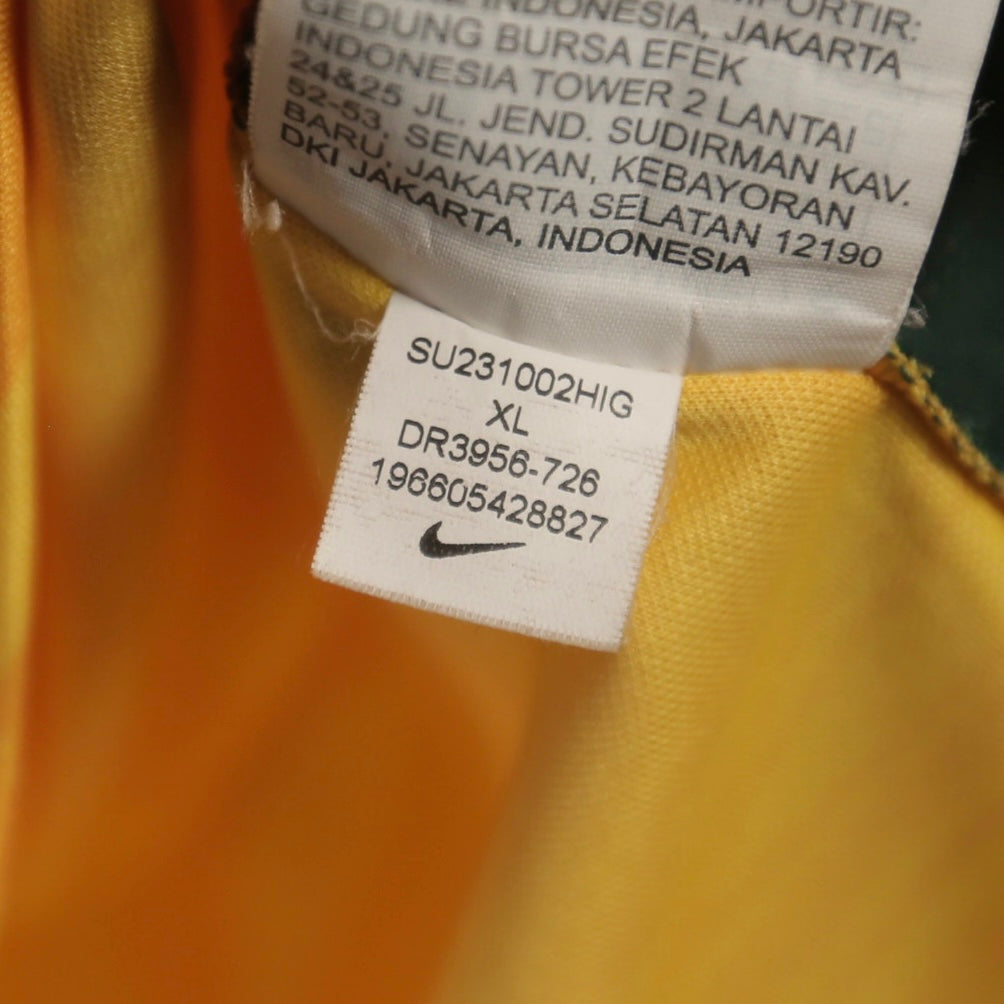 INDONESIA, JAKARTA
GEDUNG BURSA EFEK
INDONESIA TOWER 2 LANTAI
24&25 JL. JEND. SUDIRMAN KAV.
52-53, SENAYAN, KEBAYORAN
BARU, JAKARTA SELATAN 12190
DKI JAKARTA, INDONESIA
SU231002HIG
XL
DR3956-726
196605428827